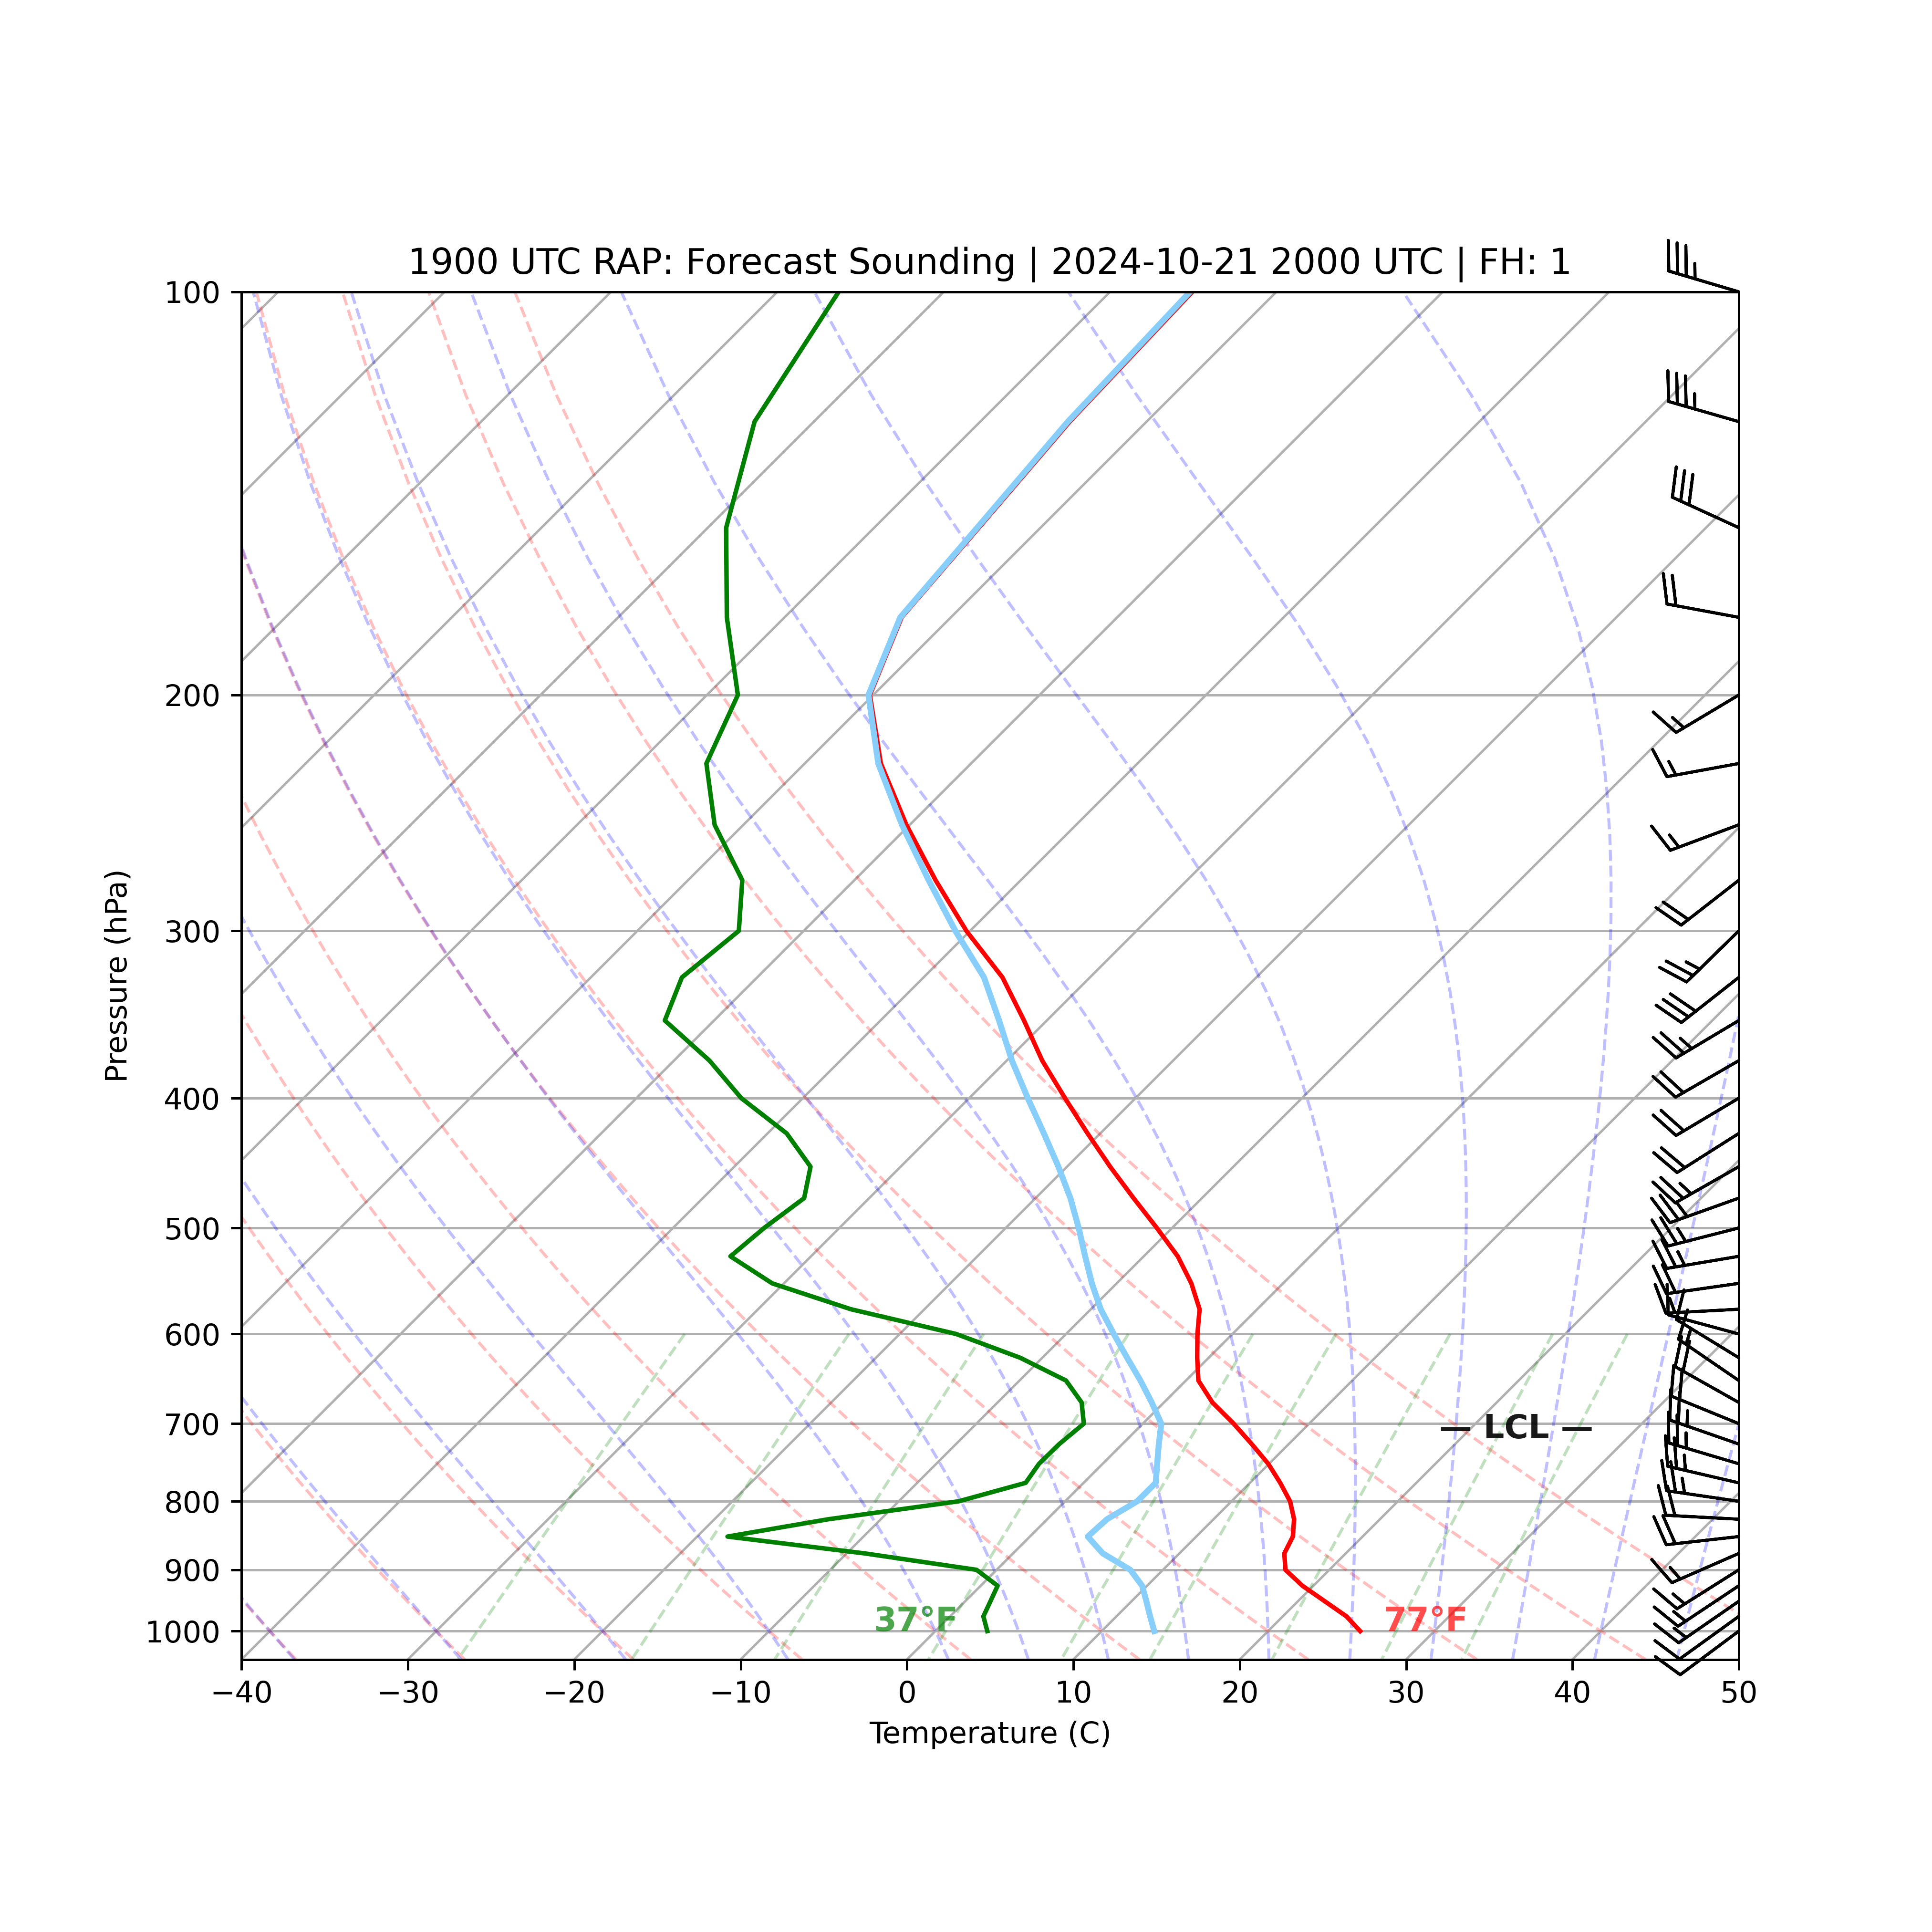 1900 UTC RAP: Forecast Sounding | 2024-10-21 2000 UTC | FH: 1
100
200
300
400
500
600
700
800
900
1000
Pressure (hPa)
— LCL —
37°F
77°F
−40 −30 −20 −10 0 10 20 30 40 50
Temperature (C)